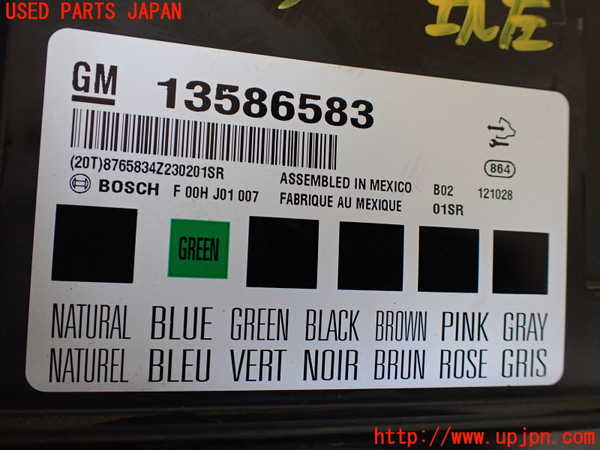 USED PARTS JAPAN
GM 13586583
(20T)8765834Z230201SR
BOSCH F 00H J01 007
ASSEMBLED IN MEXICO
FABRIQUE AU MEXIQUE
B02
01SR
864
121028
GREEN
NATURAL BLUE GREEN BLACK BROWN PINK GRAY
NATUREL BLEU VERT NOIR BRUN ROSE GRIS
http://www.upjpn.com/